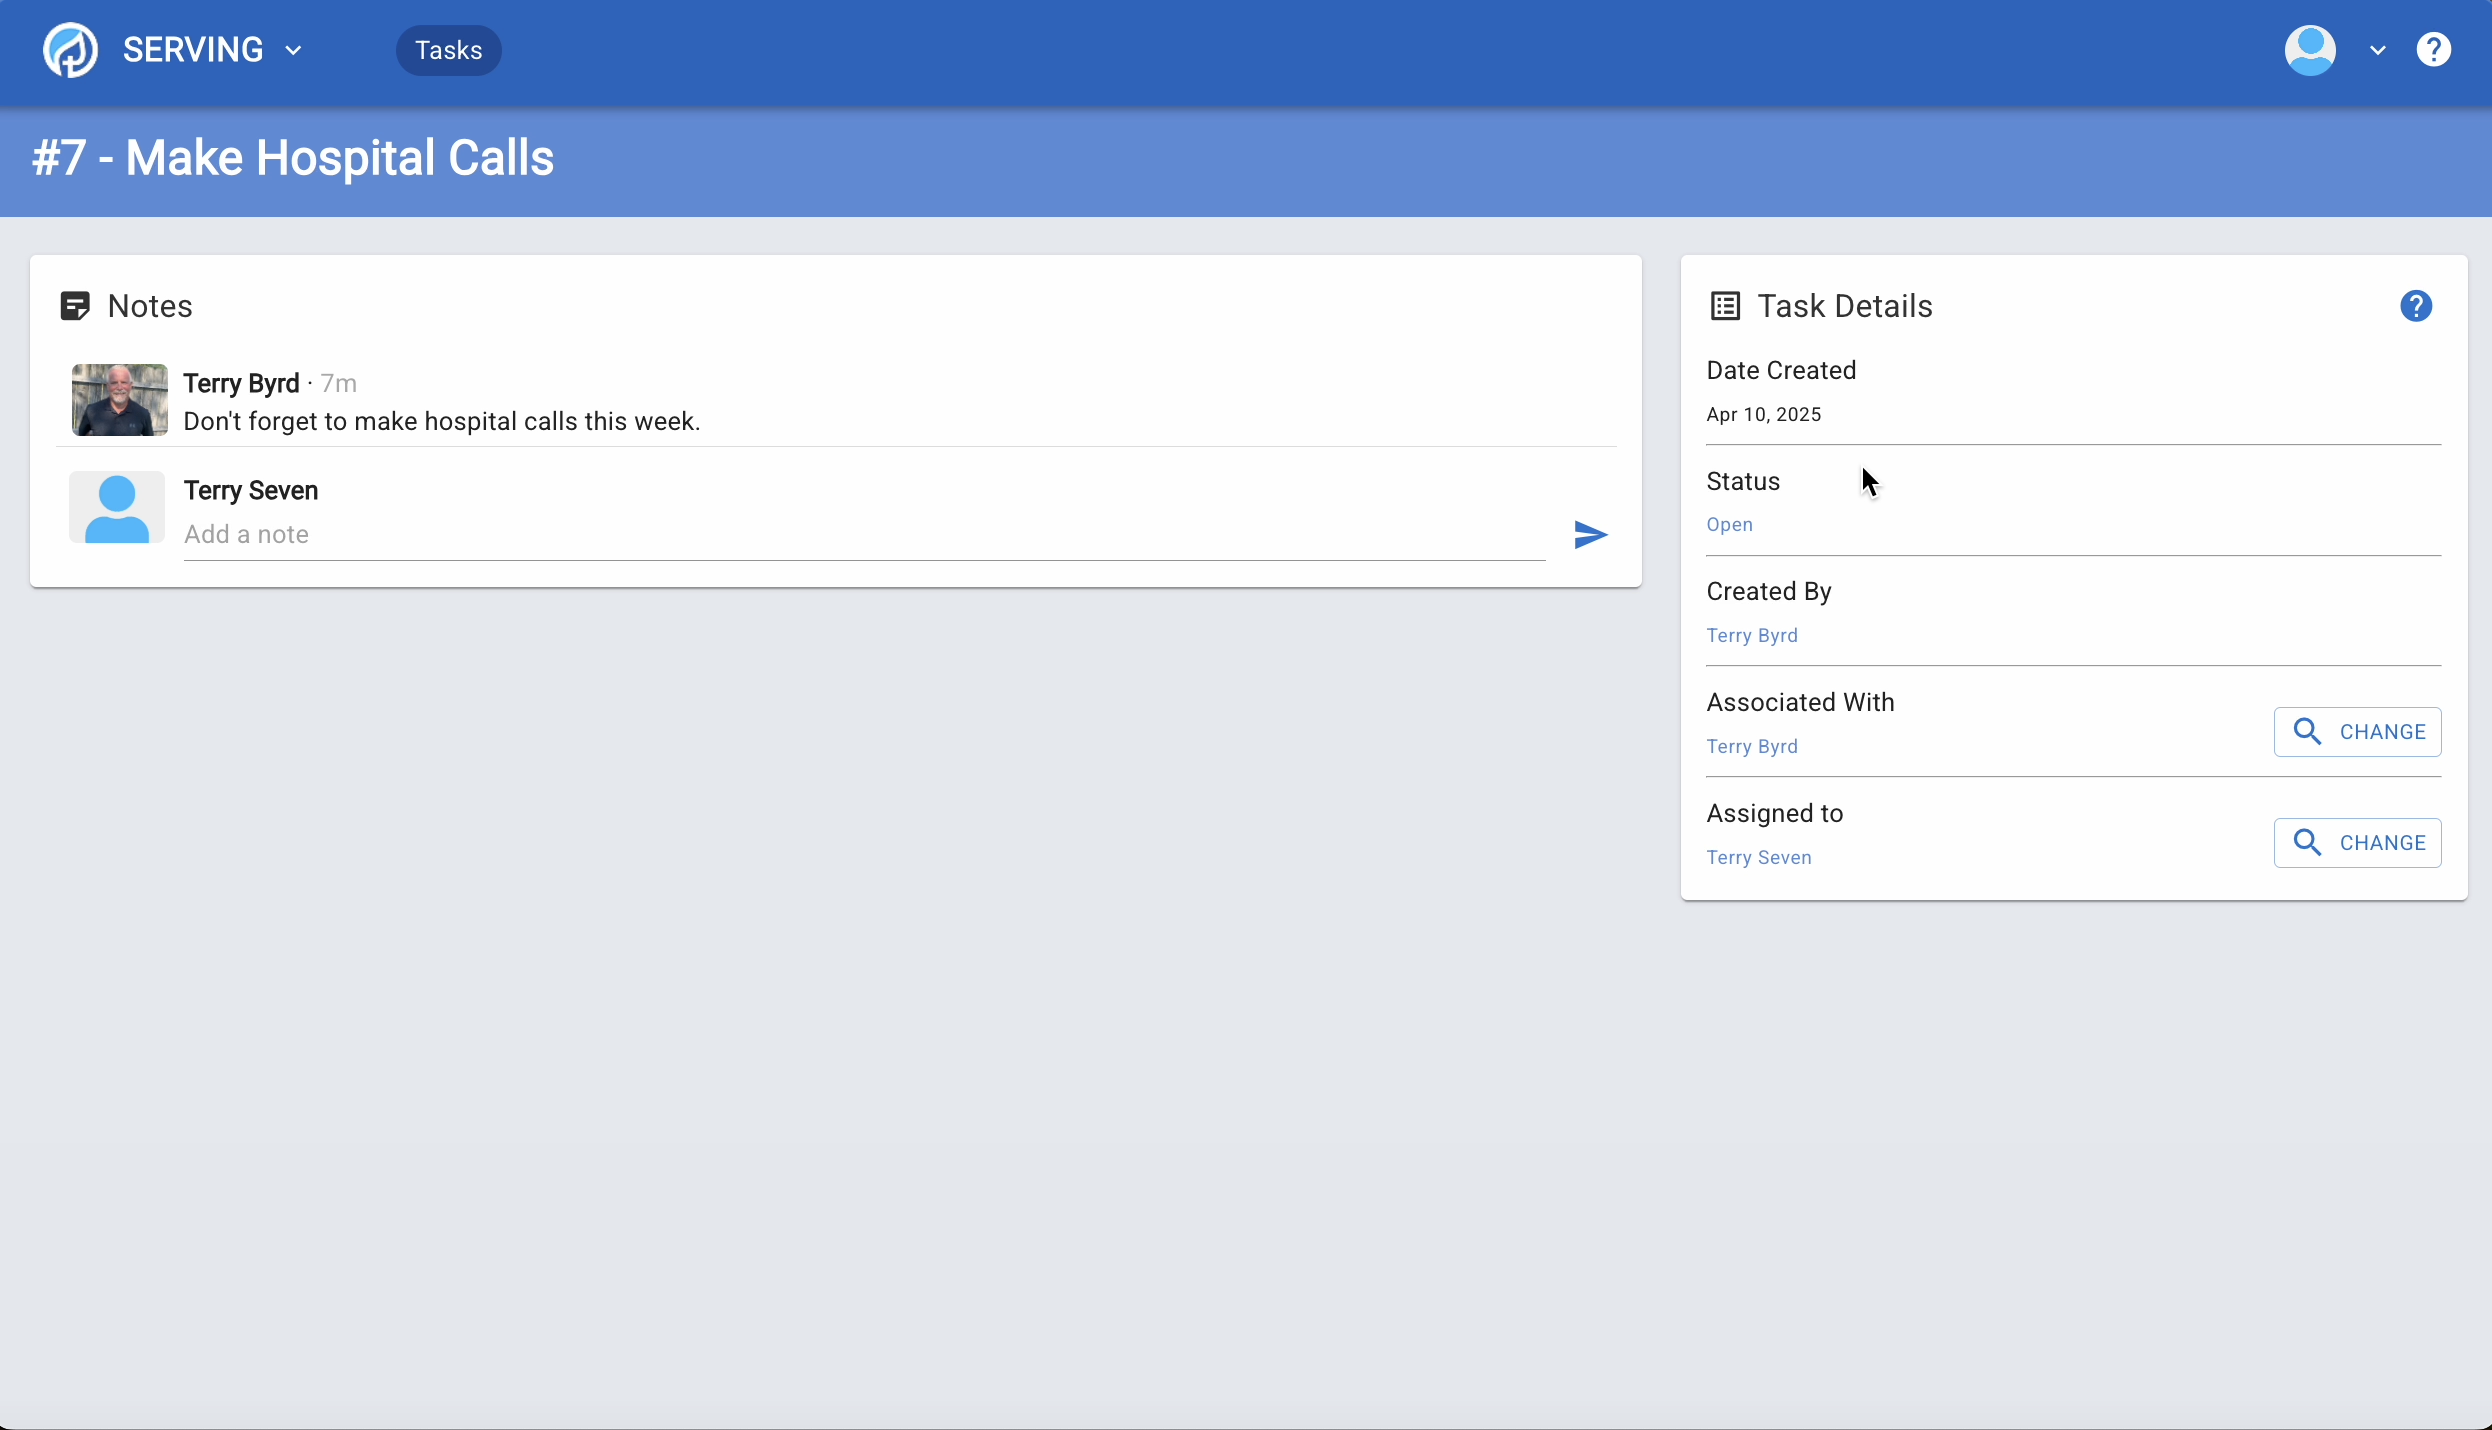 SERVING
Tasks
#7 - Make Hospital Calls
Notes
Terry Byrd · 7m
Don't forget to make hospital calls this week.
Terry Seven
Add a note
Task Details
Date Created
Apr 10, 2025
Status
Open
Created By
Terry Byrd
Associated With
Terry Byrd
CHANGE
Assigned to
Terry Seven
CHANGE